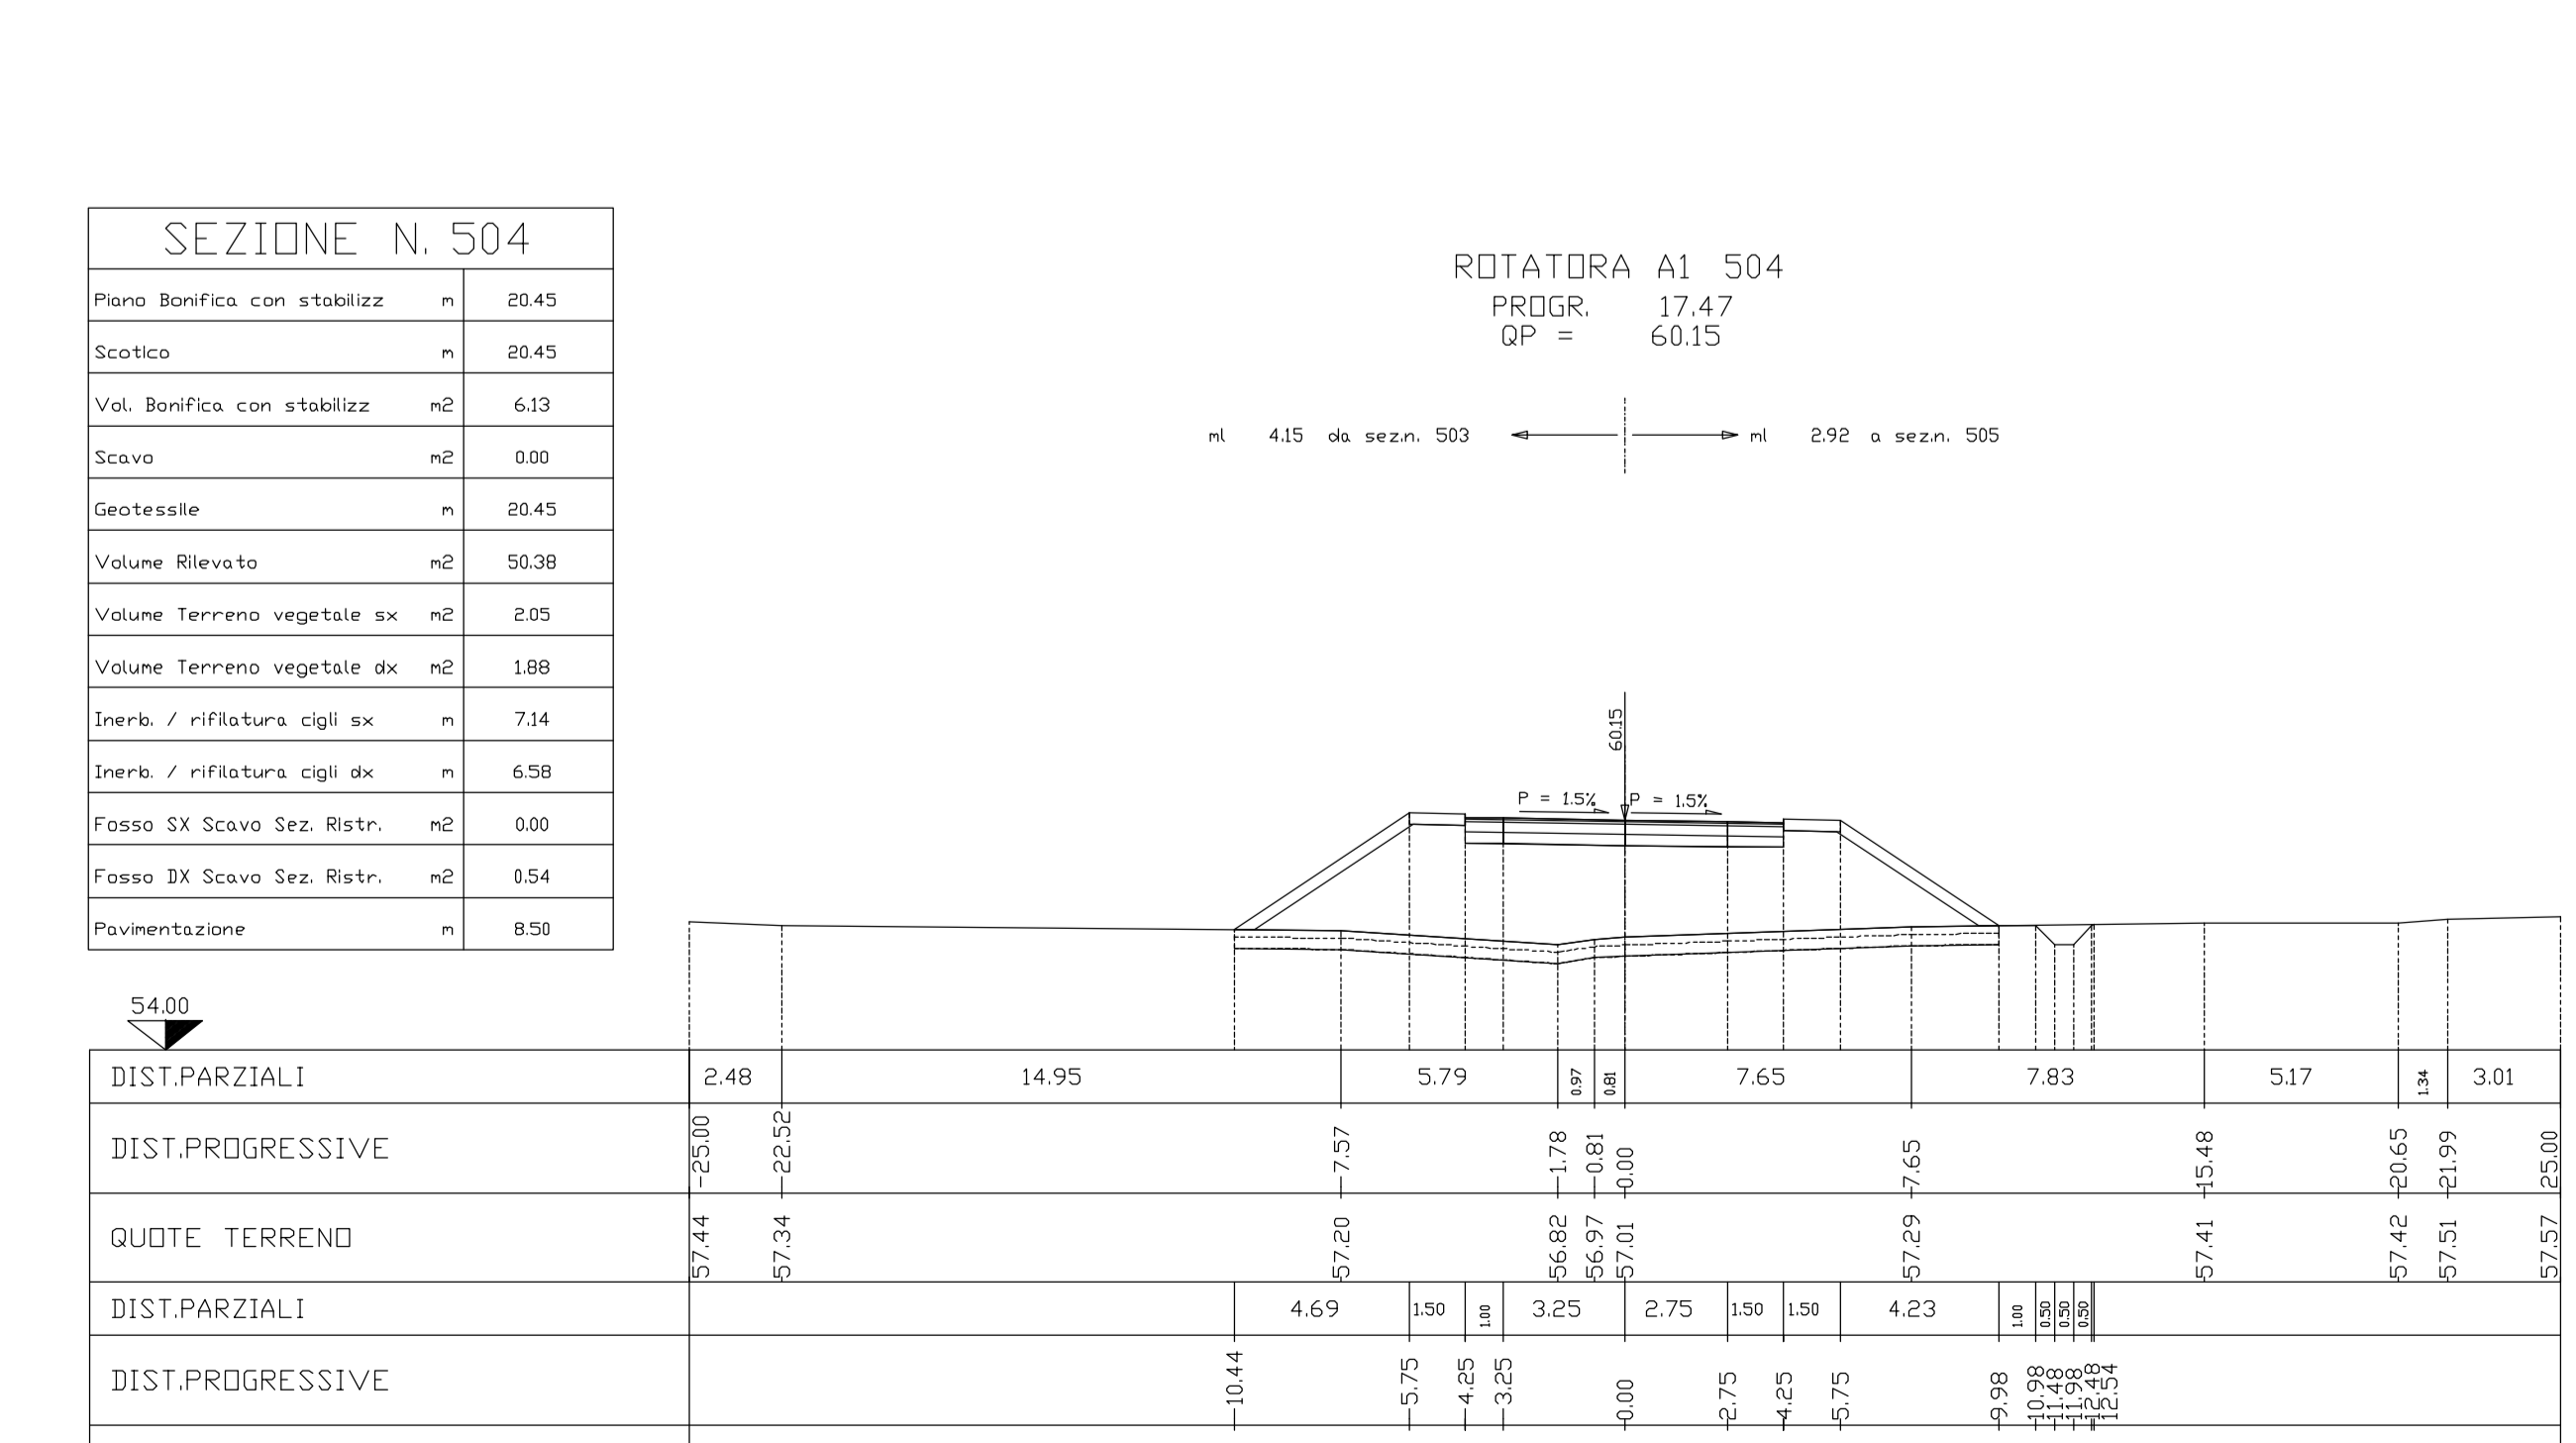 SEZIONE N. 504
Piano Bonifica con stabilizz m 20.45
Scotico m 20.45
Vol. Bonifica con stabilizz m2 6.13
Scavo m2 0.00
Geotessile m 20.45
Volume Rilevato m2 50.38
Volume Terreno vegetale sx m2 2.05
Volume Terreno vegetale dx m2 1.88
Inerb. / rifilatura cigli sx m 7.14
Inerb. / rifilatura cigli dx m 6.58
Fosso SX Scavo Sez. Ristr. m2 0.00
Fosso DX Scavo Sez. Ristr. m2 0.54
Pavimentazione m 8.50
ROTATORA A1 504
PROGR. 17.47
QP = 60.15
ml 4.15 da sez.n. 503 ml 2.92 a sez.n. 505
60.15
P = 1.5% P = 1.5%
54.00
DIST.PARZIALI 2.48 14.95 5.79 0.97 0.81 7.65 7.83 5.17 1.34 3.01
DIST.PROGRESSIVE -25.00 -22.52 -7.57 -1.78 -0.81 0.00 7.65 15.48 20.65 21.99 25.00
QUOTE TERRENO 57.44 57.34 57.20 56.82 56.97 57.01 57.29 57.41 57.42 57.51 57.57
DIST.PARZIALI 4.69 1.50 1.00 3.25 2.75 1.50 1.50 4.23 1.00 0.50 0.50 0.50
DIST.PROGRESSIVE -10.44 -5.75 -4.25 -3.25 0.00 2.75 4.25 5.75 9.98 10.98 11.48 11.98 12.48 12.54